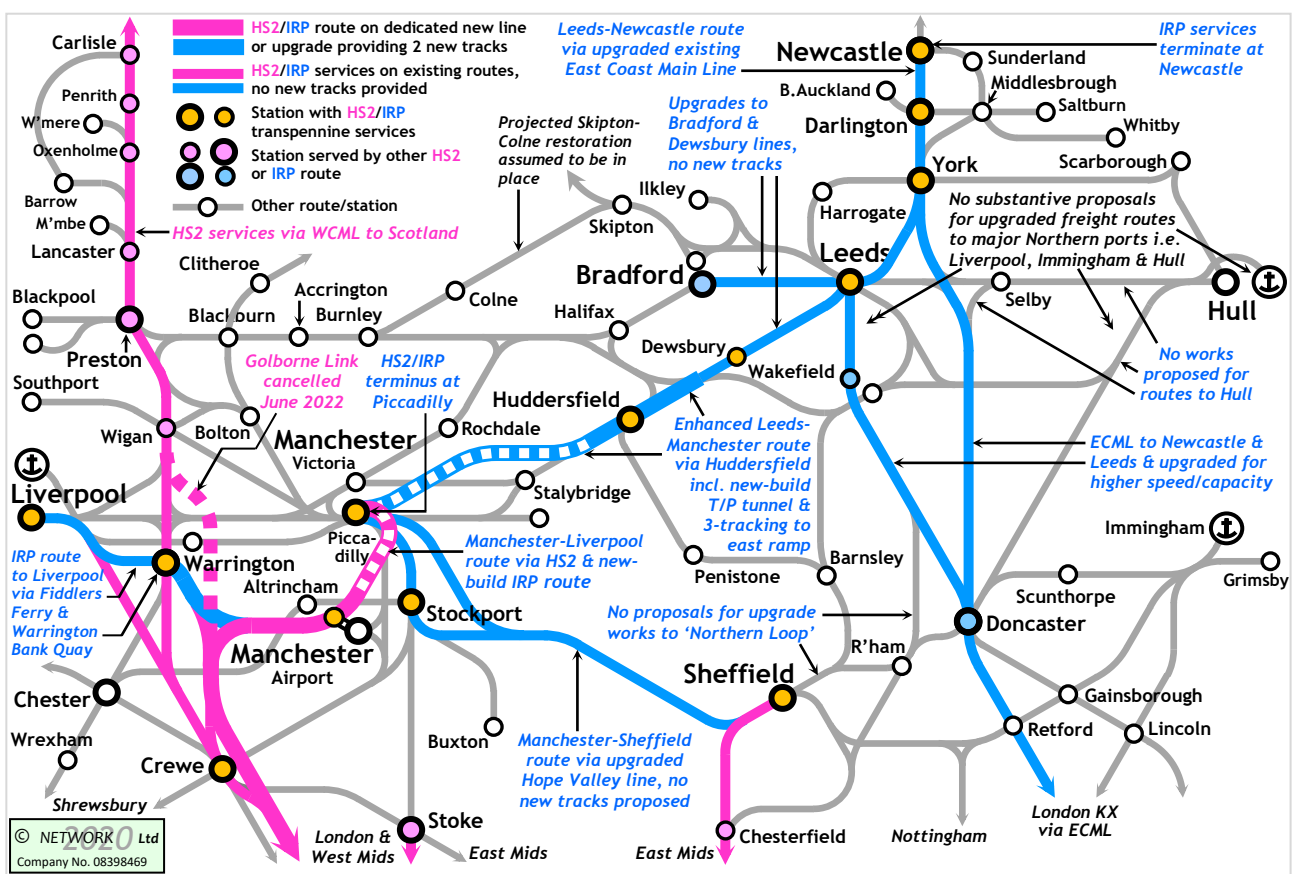 Carlisle
Penrith
W'mere
Oxenholme
Barrow
M'mbe
Lancaster
HS2/IRP route on dedicated new line
or upgrade providing 2 new tracks
HS2/IRP services on existing routes,
no new tracks provided
Station with HS2/IRP
transpennine services
Station served by other HS2
or IRP route
Other route/station
HS2 services via WCML to Scotland
Leeds-Newcastle route
via upgraded existing
East Coast Main Line
Newcastle
IRP services
terminate at
Newcastle
Sunderland
Middlesbrough
B.Auckland
Saltburn
Darlington
Whitby
Upgrades to
Bradford &
Dewsbury lines,
no new tracks
Projected Skipton-
Colne restoration
assumed to be in
place
York
Scarborough
Ilkley
Harrogate
Skipton
No substantive proposals
for upgraded freight routes
to major Northern ports i.e.
Liverpool, Immingham & Hull
Clitheroe
Bradford
Leeds
Selby
Hull
Blackpool
Accrington
Colne
Blackburn
Burnley
Halifax
Preston
Golborne Link
cancelled
June 2022
HS2/IRP
terminus at
Piccadilly
Dewsbury
Wakefield
No works
proposed for
routes to Hull
Southport
Huddersfield
Wigan
Bolton
Manchester
Victoria
Rochdale
Enhanced Leeds-
Manchester route
via Huddersfield
incl. new-build
T/P tunnel &
3-tracking to
east ramp
ECML to Newcastle &
Leeds & upgraded for
higher speed/capacity
Liverpool
Stalybridge
Immingham
Picca-
dilly
Manchester-Liverpool
route via HS2 & new-
build IRP route
IRP route
to Liverpool
via Fiddlers
Ferry &
Warrington
Bank Quay
Warrington
Altrincham
Penistone
Barnsley
Grimsby
Scunthorpe
Stockport
No proposals for upgrade
works to ‘Northern Loop’
Doncaster
Manchester
Airport
R'ham
Sheffield
Chester
Gainsborough
Wrexham
Buxton
Manchester-Sheffield
route via upgraded
Hope Valley line, no
new tracks proposed
Retford
Lincoln
Crewe
Shrewsbury
London KX
via ECML
Stoke
Chesterfield
Nottingham
London &
West Mids
East Mids
East Mids
© NETWORK 2020 Ltd
Company No. 08398469